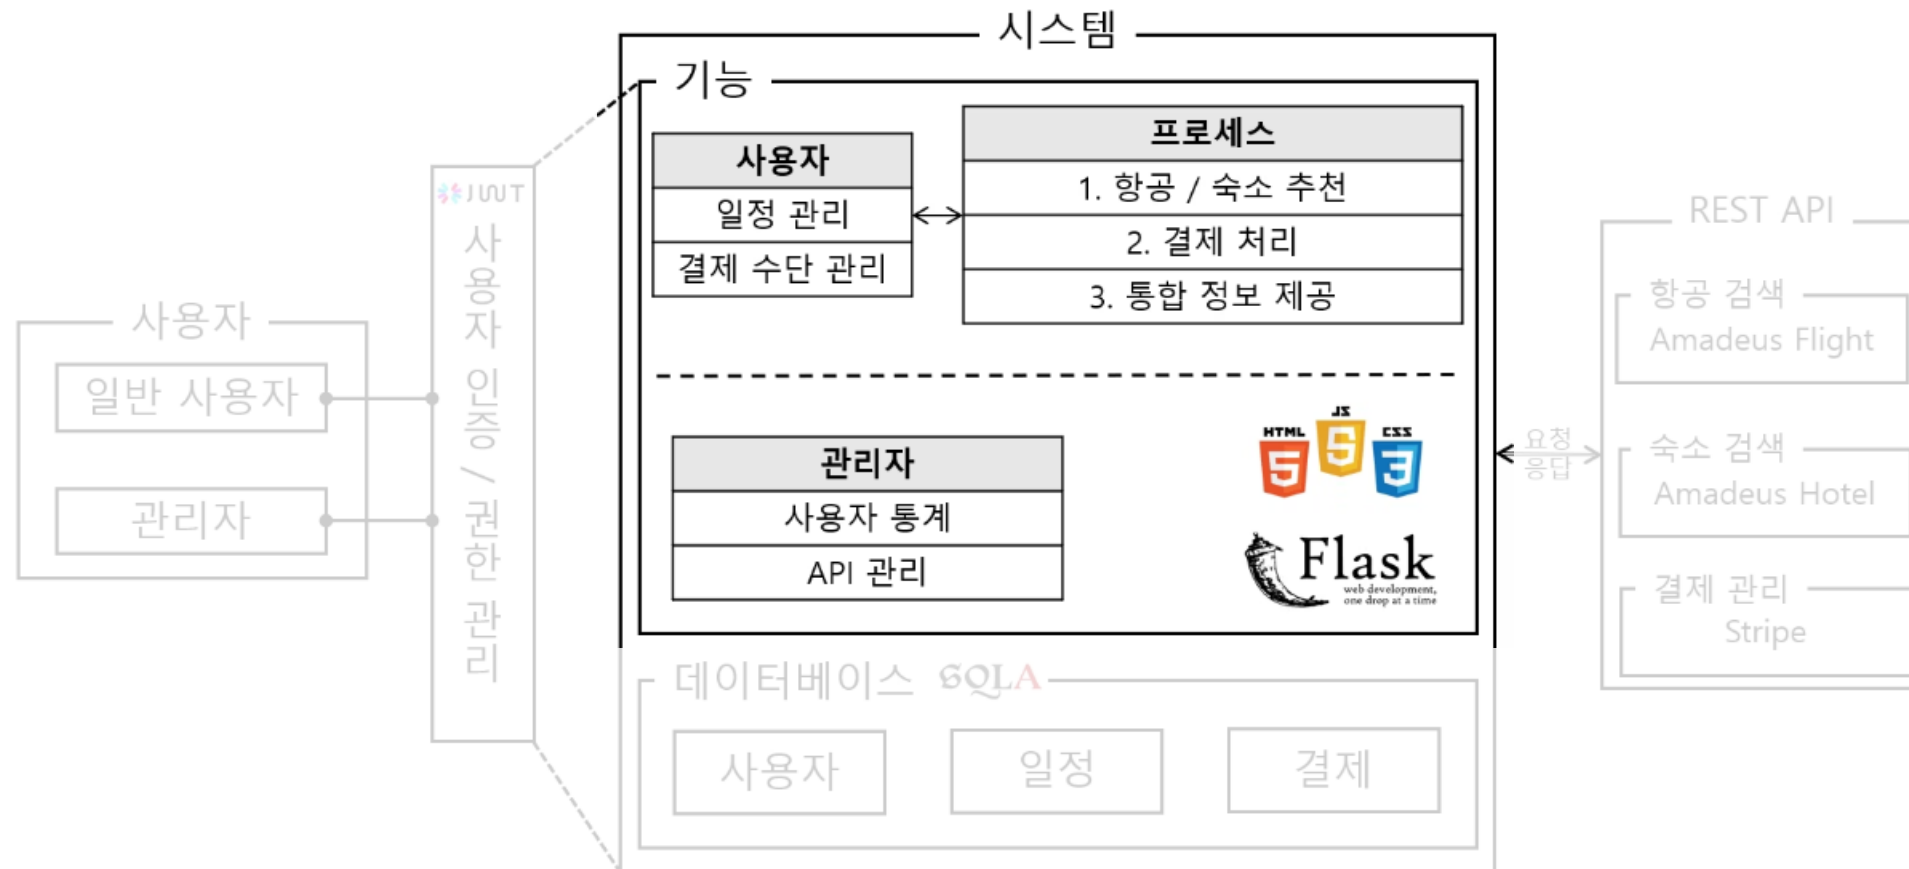 시스템
기능
사용자
일정 관리
결제 수단 관리
프로세스
1. 항공 / 숙소 추천
2. 결제 처리
3. 통합 정보 제공
관리자
사용자 통계
API 관리
HTML
JS
CSS
5
5
3
Flask
web development,
one drop at a time
JWT
사용자 인증 / 권한 관리
사용자
일반 사용자
관리자
데이터베이스 SQLA
사용자
일정
결제
요청
응답
REST API
항공 검색
Amadeus Flight
숙소 검색
Amadeus Hotel
결제 관리
Stripe